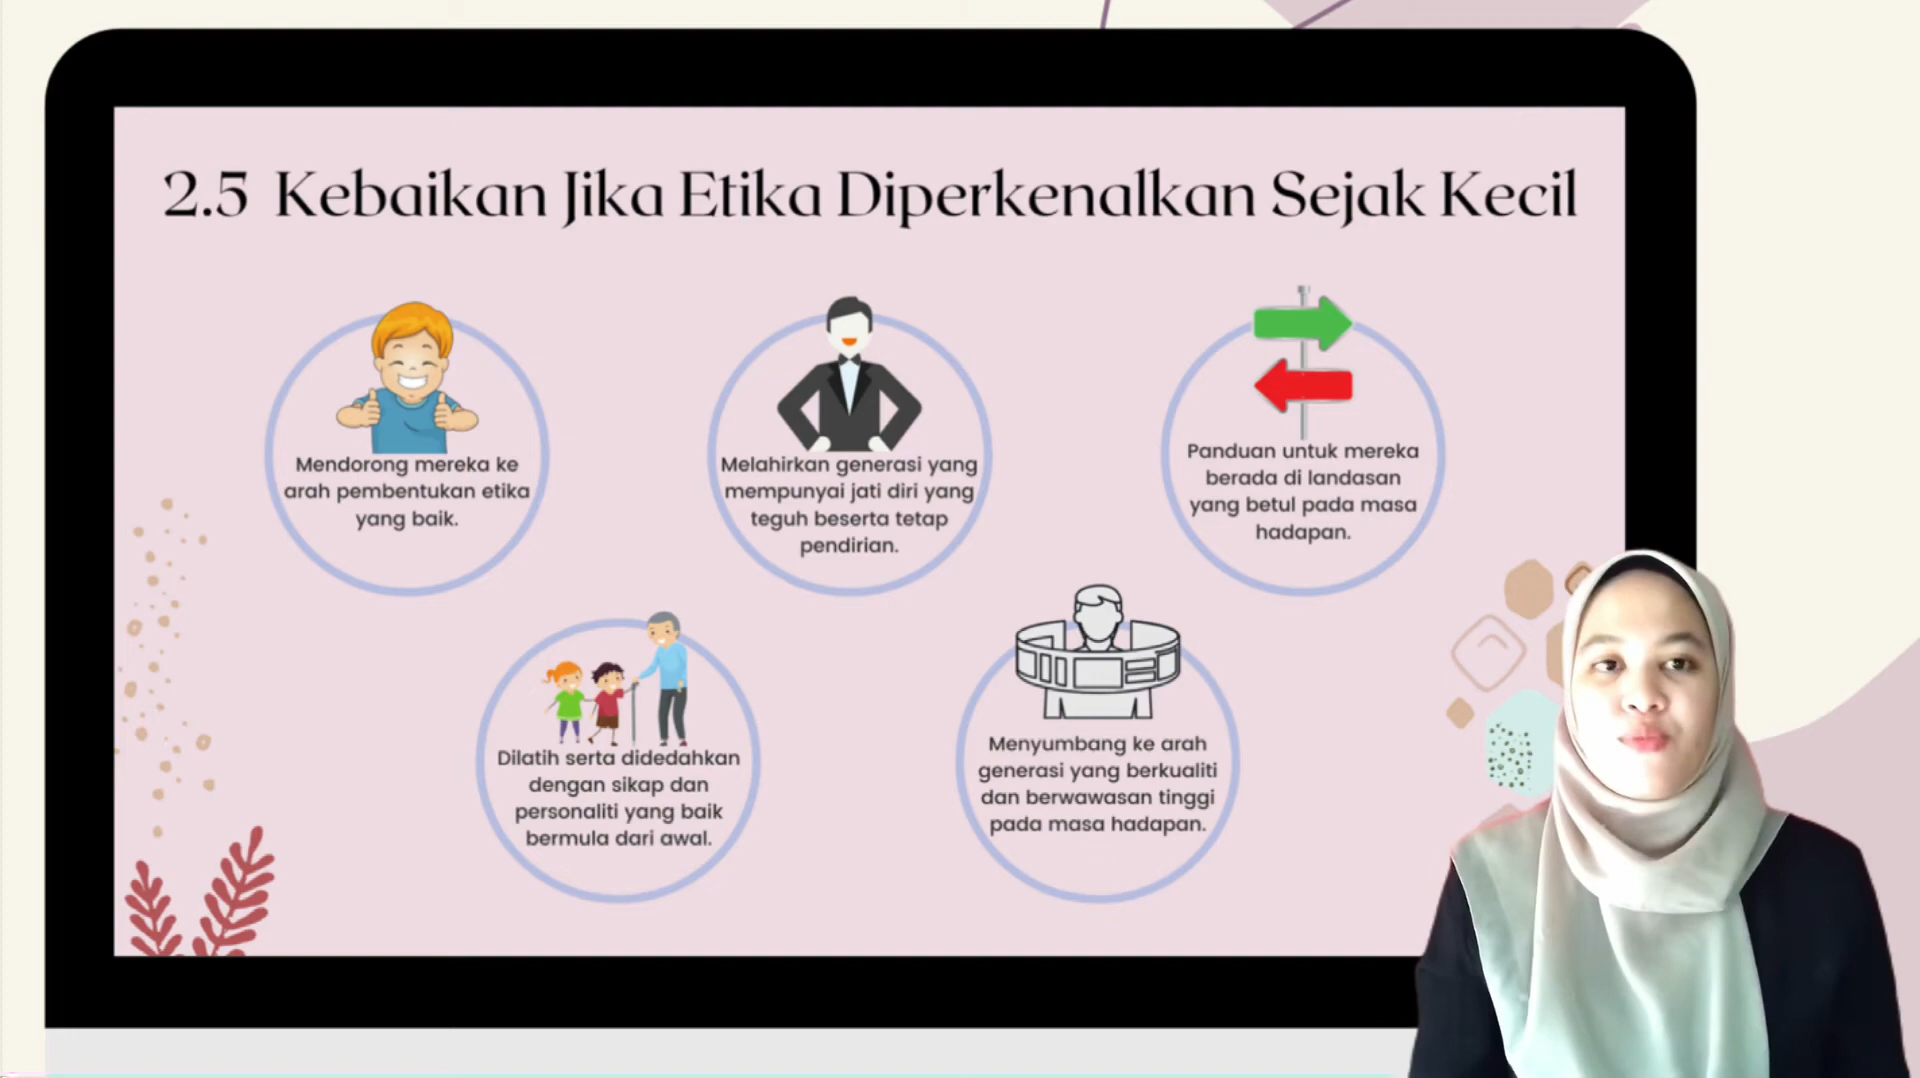 2.5 Kebaikan Jika Etika Diperkenalkan Sejak Kecil
Mendorong mereka ke
arah pembentukan etika
yang baik.
Melahirkan generasi yang
mempunyai jati diri yang
teguh beserta tetap
pendirian.
Panduan untuk mereka
berada di landasan
yang betul pada masa
hadapan.
Dilatih serta didedahkan
dengan sikap dan
personaliti yang baik
bermula dari awal.
Menyumbang ke arah
generasi yang berkualiti
dan berwawasan tinggi
pada masa hadapan.